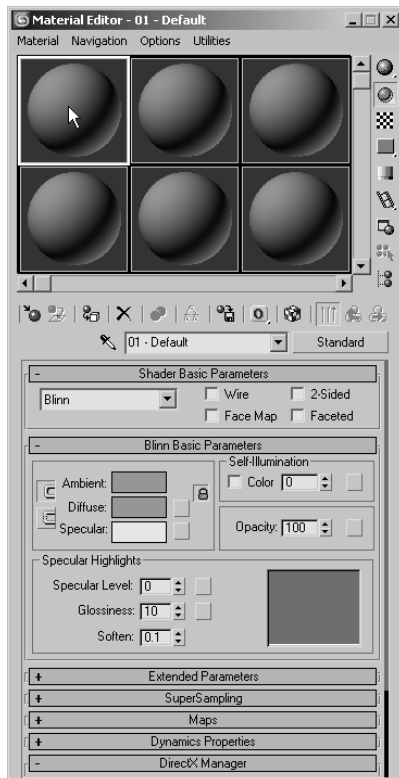 Material Editor - 01 - Default
Material Navigation Options Utilities
01 - Default Standard
- Shader Basic Parameters
Blinn Wire 2-Sided
Face Map Faceted
- Blinn Basic Parameters
Self-Illumination
Ambient: Color 0
Diffuse:
Specular: Opacity: 100
Specular Highlights
Specular Level: 0
Glossiness: 10
Soften: 0.1
+ Extended Parameters
+ SuperSampling
+ Maps
+ Dynamics Properties
- DirectX Manager